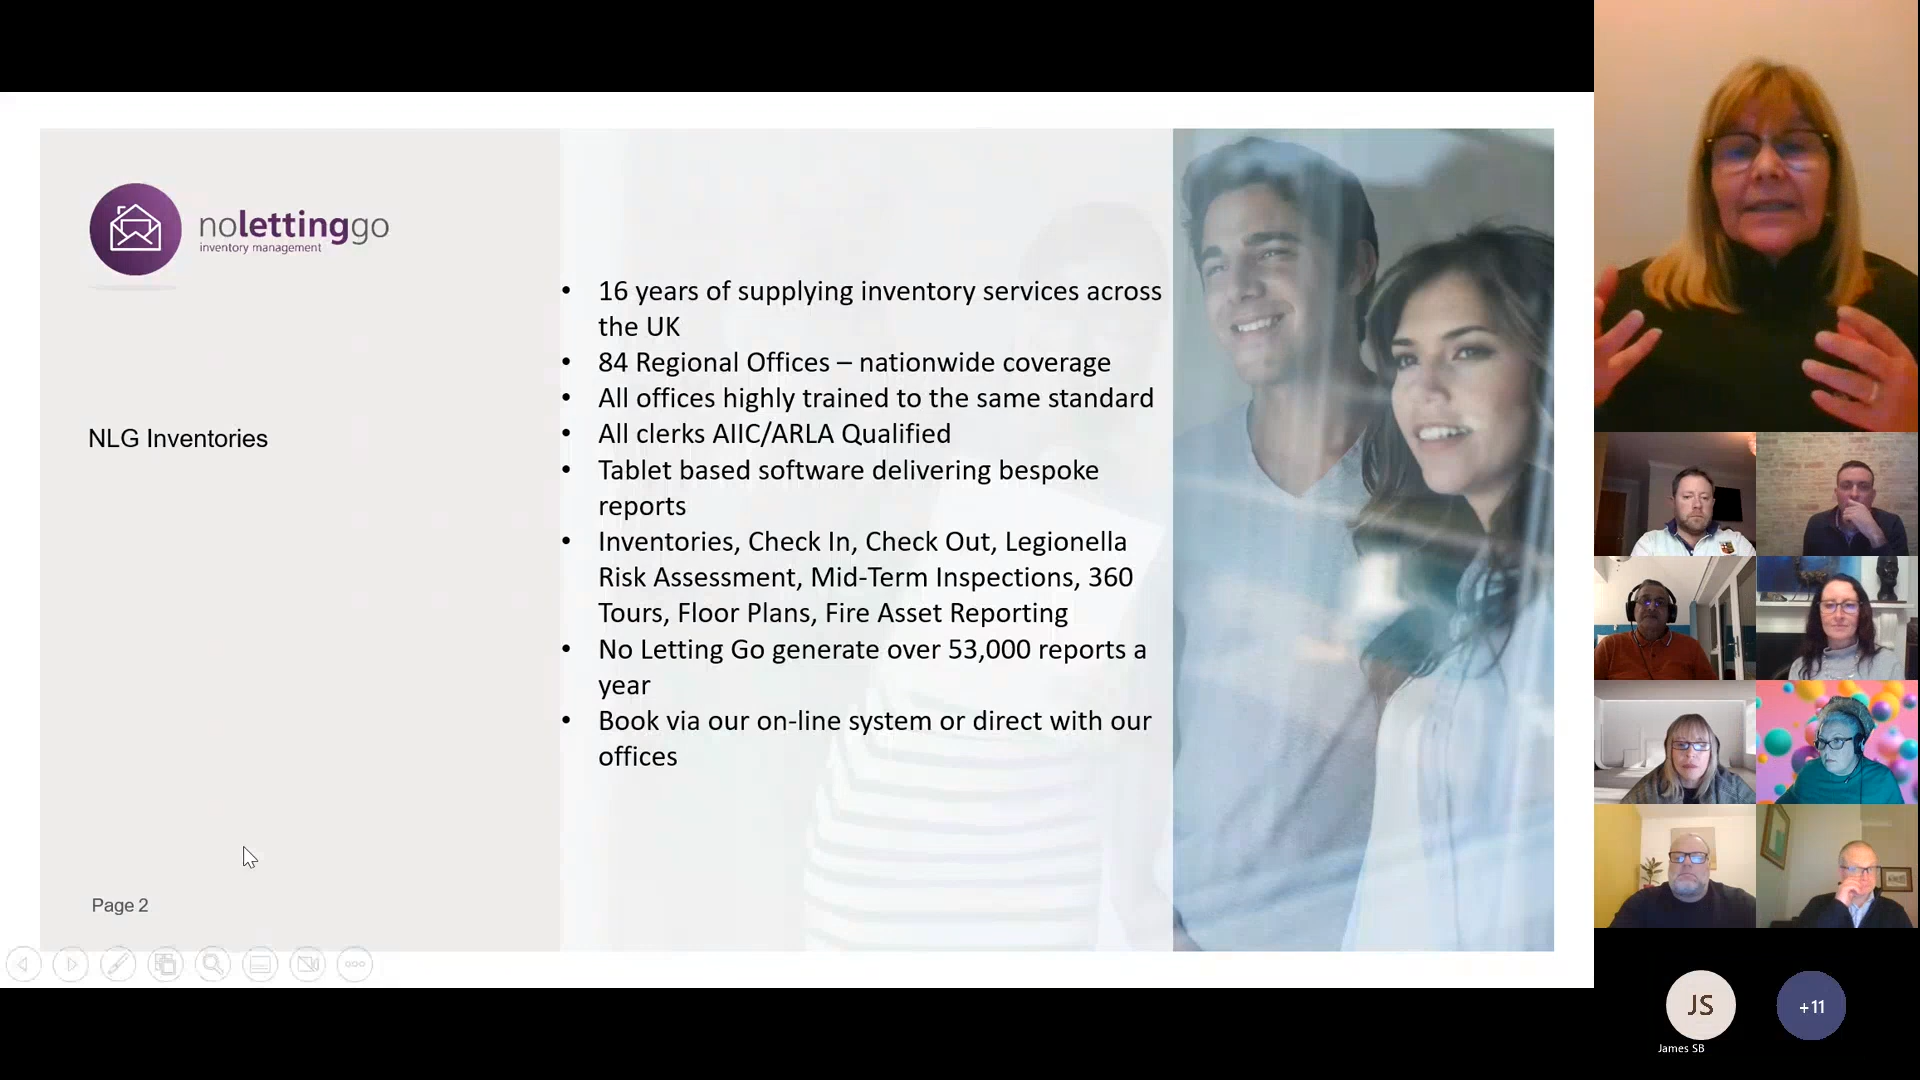 nolettinggo
inventory management
NLG Inventories
• 16 years of supplying inventory services across
the UK
• 84 Regional Offices – nationwide coverage
• All offices highly trained to the same standard
• All clerks AIIC/ARLA Qualified
• Tablet based software delivering bespoke
reports
• Inventories, Check In, Check Out, Legionella
Risk Assessment, Mid-Term Inspections, 360
Tours, Floor Plans, Fire Asset Reporting
• No Letting Go generate over 53,000 reports a
year
• Book via our on-line system or direct with our
offices
Page 2
JS
James SB
+11